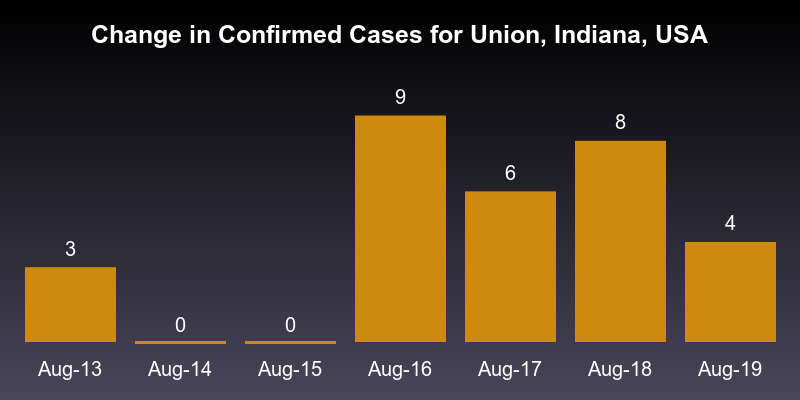 Change in Confirmed Cases for Union, Indiana, USA
3
0
0
9
6
8
4
Aug-13
Aug-14
Aug-15
Aug-16
Aug-17
Aug-18
Aug-19